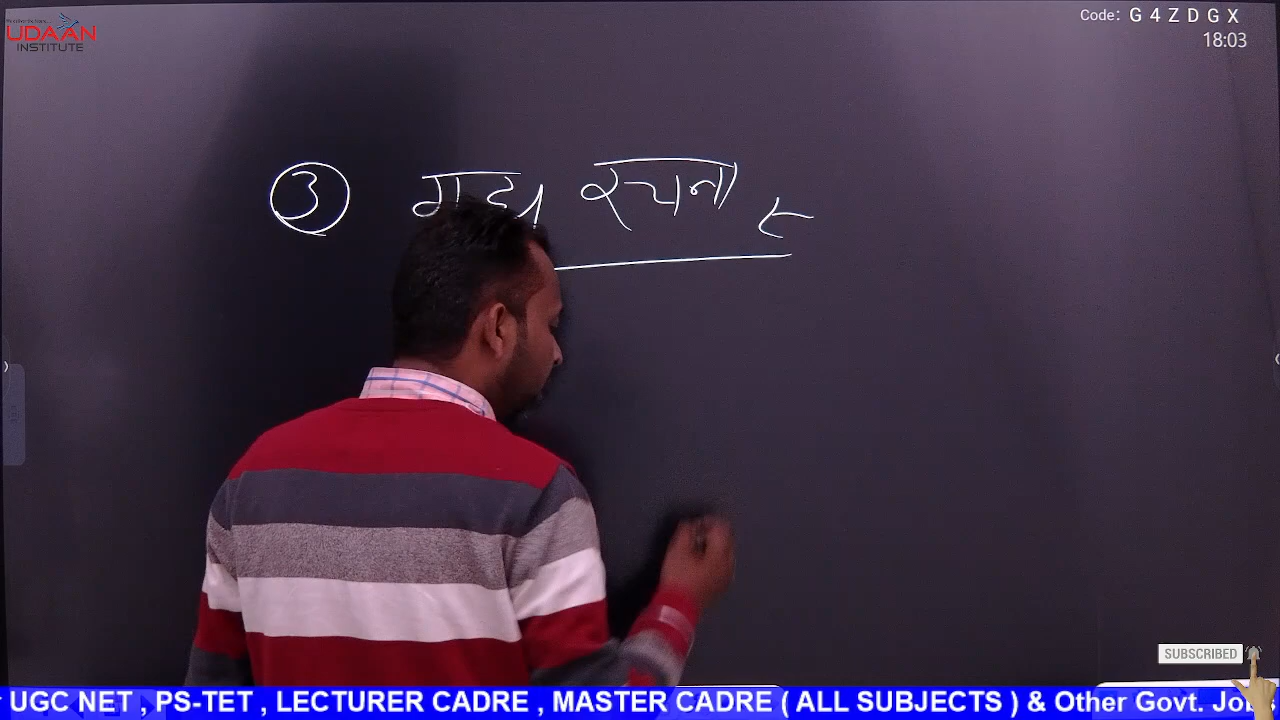 UDAAN
INSTITUTE
Code: G 4 Z D G X
18:03
③ गद्य रचना
SUBSCRIBED
UGC NET , PS-TET , LECTURER CADRE , MASTER CADRE ( ALL SUBJECTS ) & Other Govt. Jobs